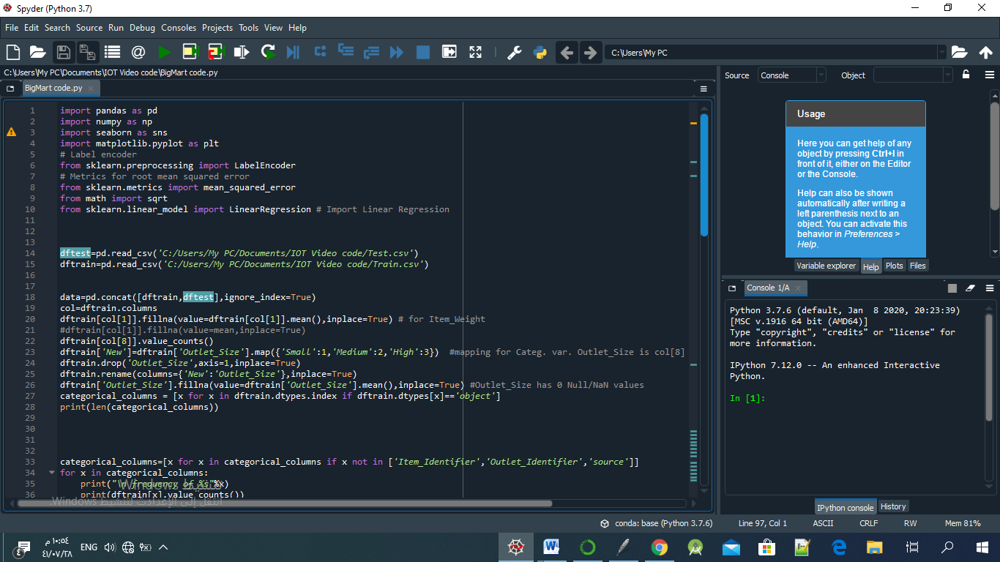 Spyder (Python 3.7)
File Edit Search Source Run Debug Consoles Projects Tools View Help
C:\Users\My PC
C:\Users\My PC\Documents\IOT Video code\BigMart code.py
BigMart code.py
1 import pandas as pd
2 import numpy as np
3 import seaborn as sns
4 import matplotlib.pyplot as plt
5 # Label encoder
6 from sklearn.preprocessing import LabelEncoder
7 # Metrics for root mean squared error
8 from sklearn.metrics import mean_squared_error
9 from math import sqrt
10 from sklearn.linear_model import LinearRegression # Import Linear Regression
11
12
13
14 dftest=pd.read_csv('C:/Users/My PC/Documents/IOT Video code/Test.csv')
15 dftrain=pd.read_csv('C:/Users/My PC/Documents/IOT Video code/Train.csv')
16
17
18 data=pd.concat([dftrain,dftest],ignore_index=True)
19 col=dftrain.columns
20 dftrain[col[1]].fillna(value=dftrain[col[1]].mean(),inplace=True) # for Item_Weight
21 #dftrain[col[1]].fillna(value=mean,inplace=True)
22 dftrain[col[8]].value_counts()
23 dftrain['New']=dftrain['Outlet_Size'].map({'Small':1,'Medium':2,'High':3})  #mapping for Categ. var. Outlet_Size is col[8]
24 dftrain.drop('Outlet_Size',axis=1,inplace=True)
25 dftrain.rename(columns={'New':'Outlet_Size'},inplace=True)
26 dftrain['Outlet_Size'].fillna(value=dftrain['Outlet_Size'].mean(),inplace=True) #Outlet_Size has 0 Null/NaN values
27 categorical_columns = [x for x in dftrain.dtypes.index if dftrain.dtypes[x]=='object']
28 print(len(categorical_columns))
29
30
31
32
33 categorical_columns=[x for x in categorical_columns if x not in ['Item_Identifier','Outlet_Identifier','source']]
34 for x in categorical_columns:
35     print("\n frequency of %s"%x)
36     print(dftrain[x].value_counts())
تنشيط Windows
انتقل إلى الإعدادات لتنشيط Windows.
Source Console Object
Usage
Here you can get help of any
object by pressing Ctrl+I in
front of it, either on the Editor
or the Console.
Help can also be shown
automatically after writing a
left parenthesis next to an
object. You can activate this
behavior in Preferences >
Help.
Variable explorer Help Plots Files
Console 1/A
Python 3.7.6 (default, Jan  8 2020, 20:23:39)
[MSC v.1916 64 bit (AMD64)]
Type "copyright", "credits" or "license" for
more information.
IPython 7.12.0 -- An enhanced Interactive
Python.
In [1]:
IPython console History
conda: base (Python 3.7.6) Line 97, Col 1 ASCII CRLF RW Mem 81%
ENG
١٠:٥٤ م
٤١/٠٧/٢٨